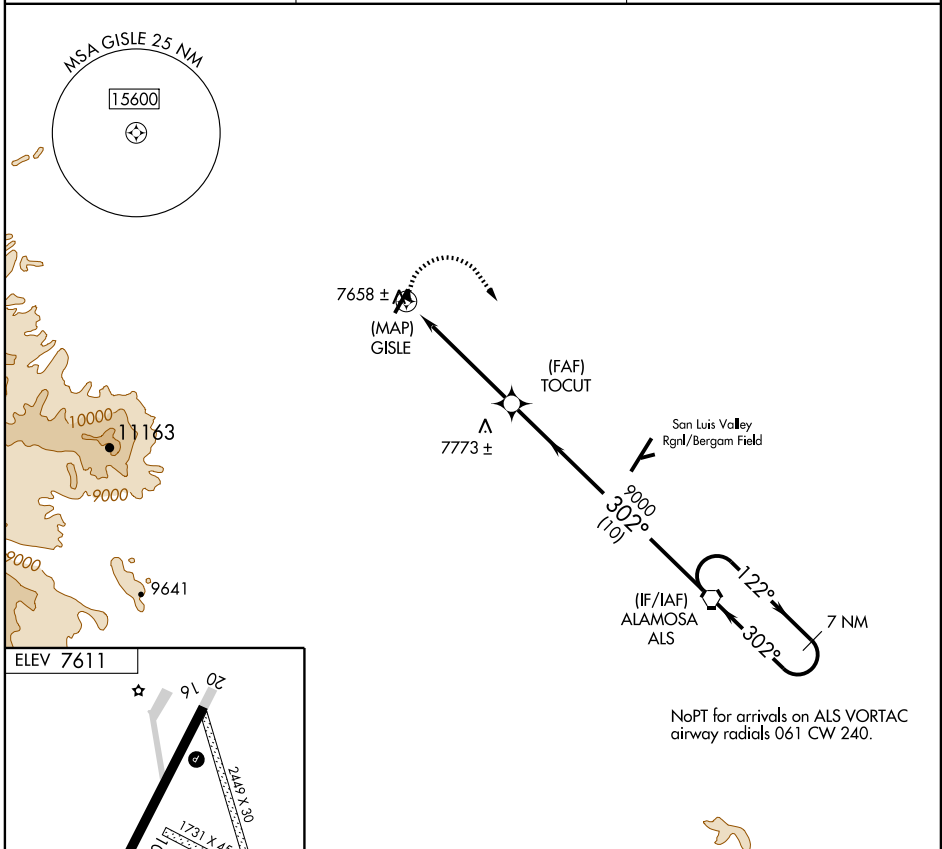 MSA GISLE 25 NM
15600
7658 ±
(MAP)
GISLE
(FAF)
TOCUT
7773 ±
San Luis Valley
Rgnl/Bergam Field
10000
11163
9000
9000
302°
(10)
9000
9641
(IF/IAF)
ALAMOSA
ALS
122°
302°
7 NM
NoPT for arrivals on ALS VORTAC
airway radials 061 CW 240.
ELEV 7611
16
20
P
2449 X 30
1731 X 45
10